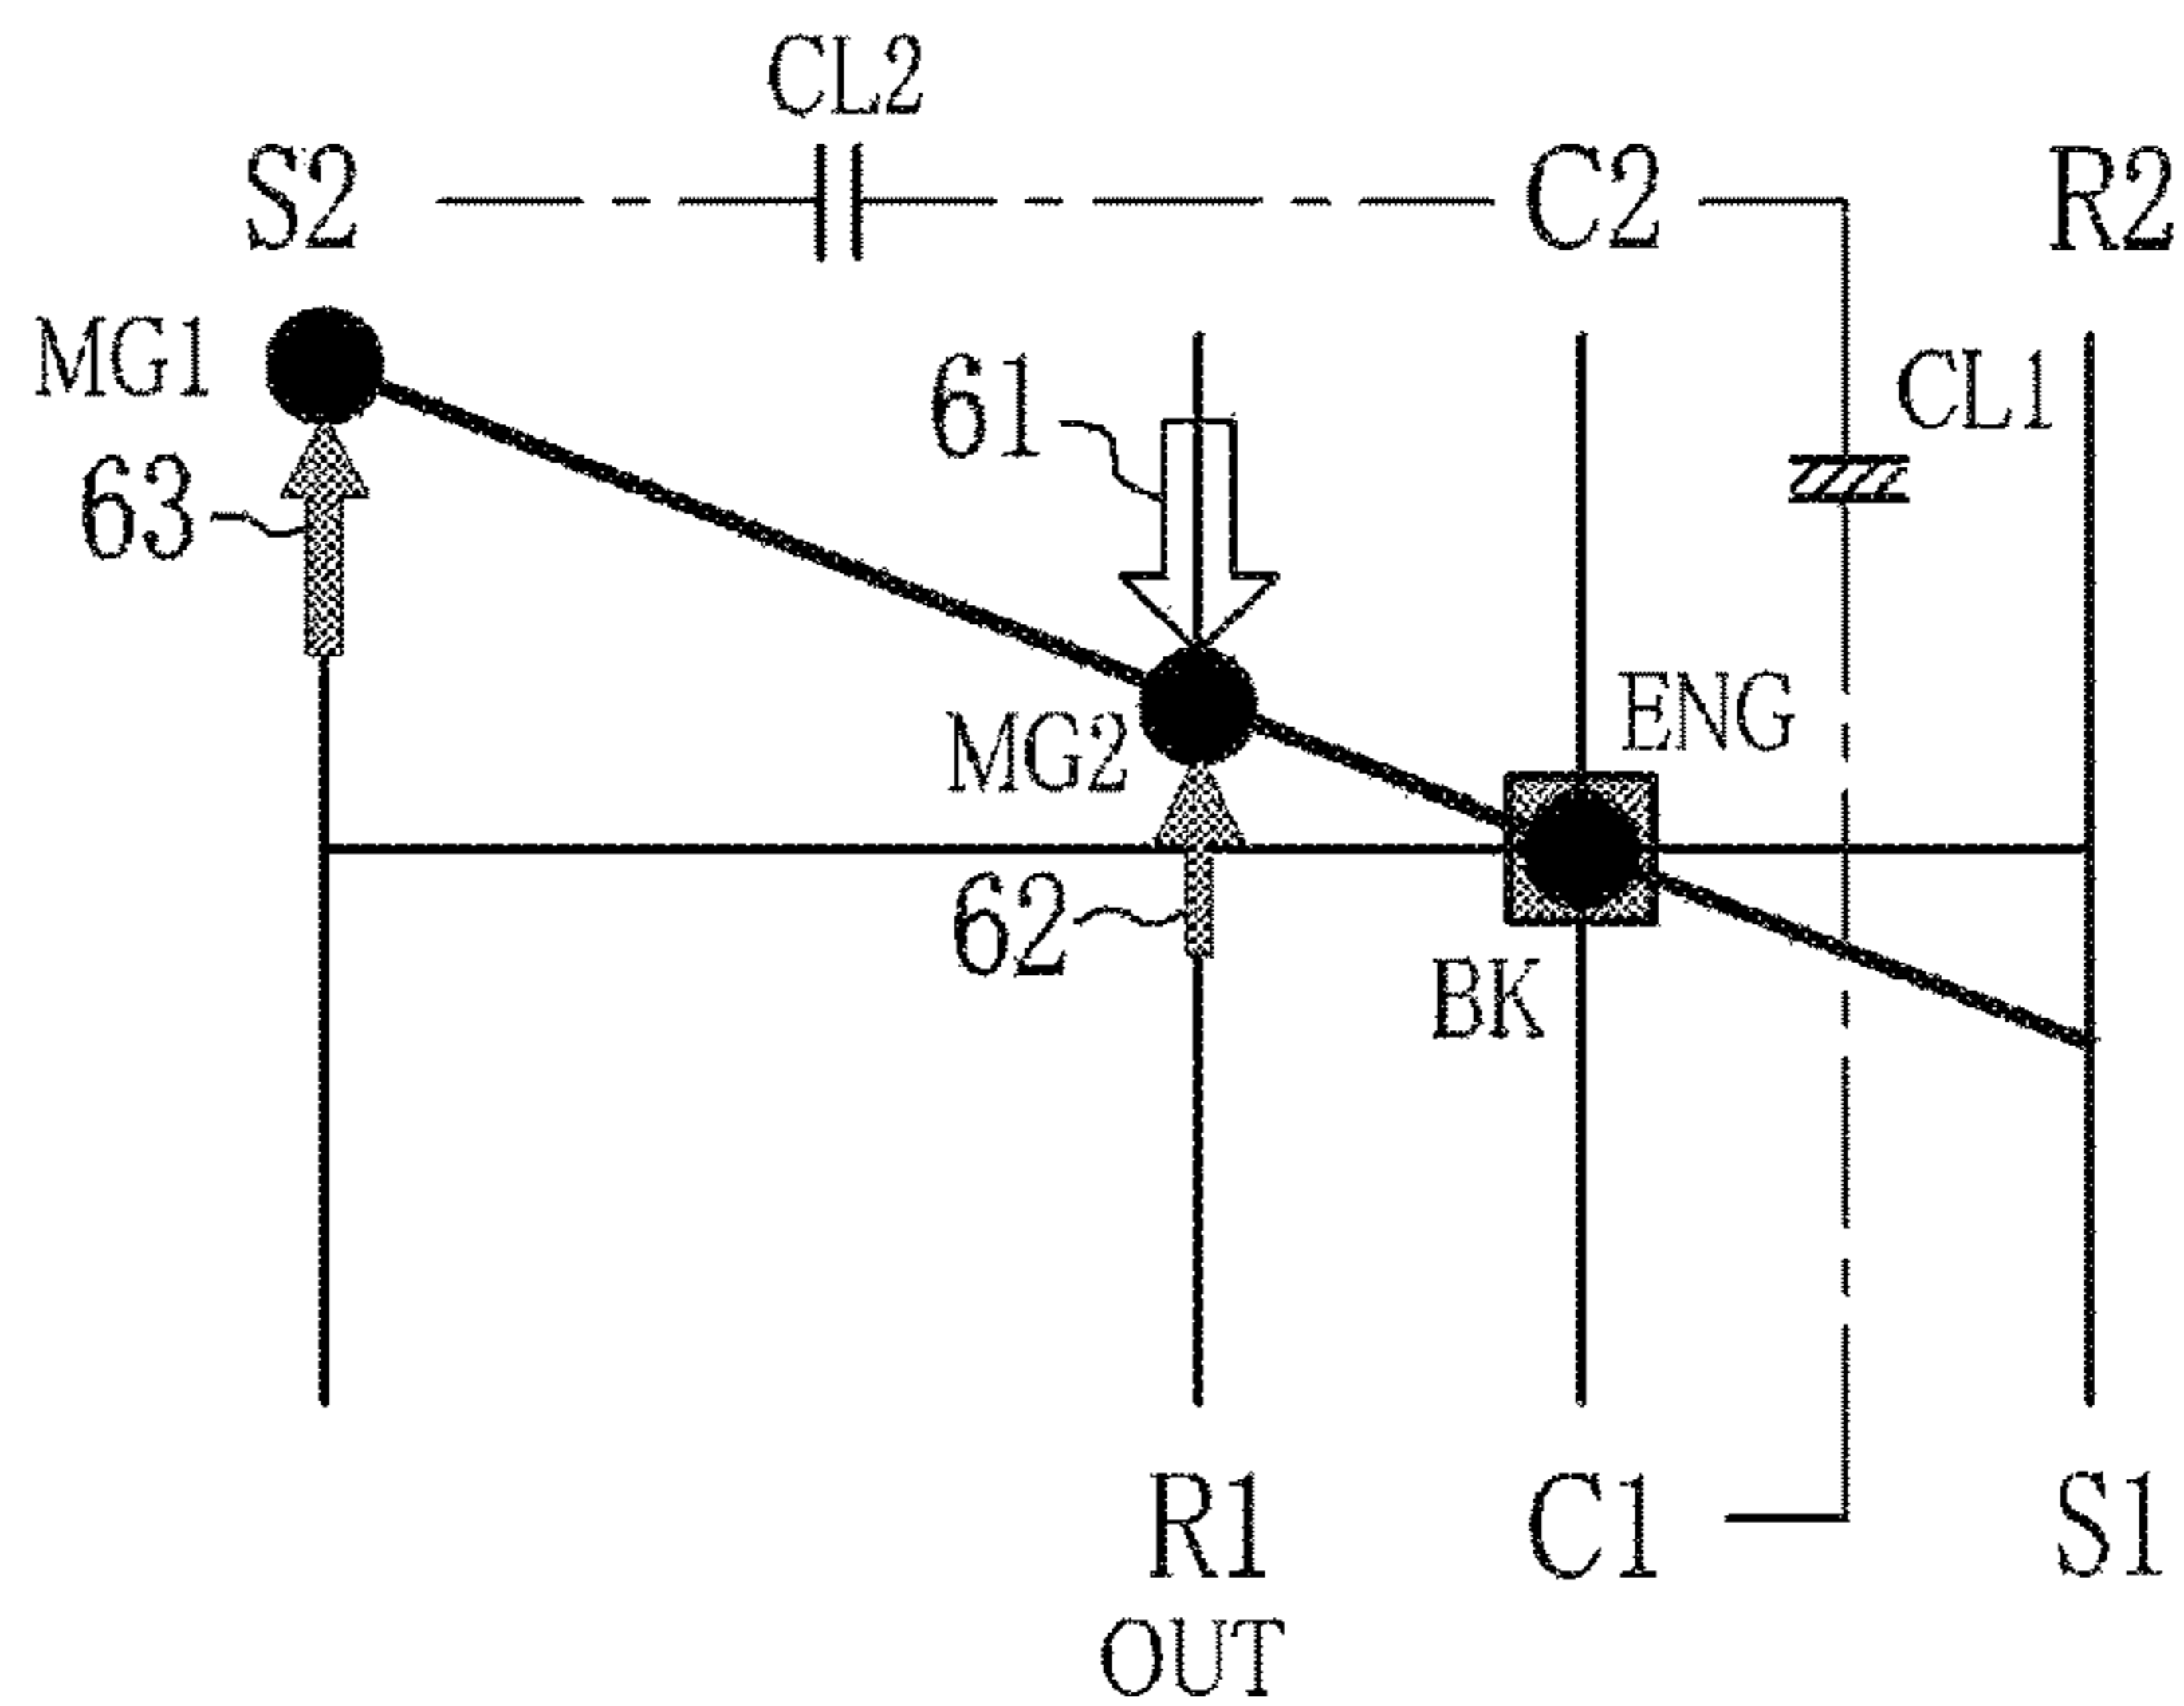 CL2
S2 C2 R2
MG1 61 CL1
63
MG2 ENG
62
BK
R1 C1 S1
OUT